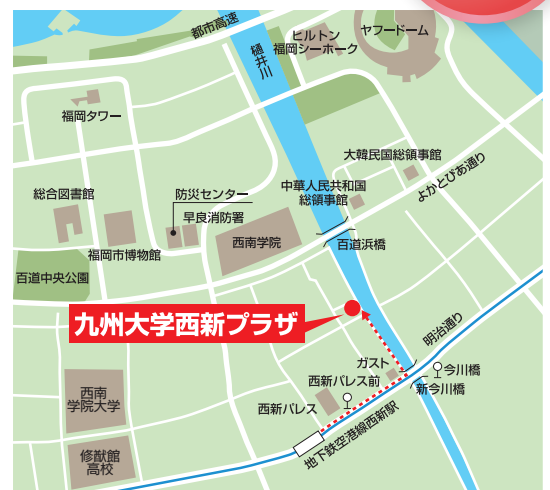 都市高速
樋井川
ヒルトン
福岡シーホーク
ヤフードーム
福岡タワー
大韓民国総領事館
よかとぴあ通り
中華人民共和国
総領事館
総合図書館
防災センター
早良消防署
福岡市博物館
西南学院
百道浜橋
百道中央公園
九州大学西新プラザ
明治通り
ガスト
今川橋
西新パレス前
新今川橋
西南
学院大学
西新パレス
地下鉄空港線西新駅
修猷館
高校